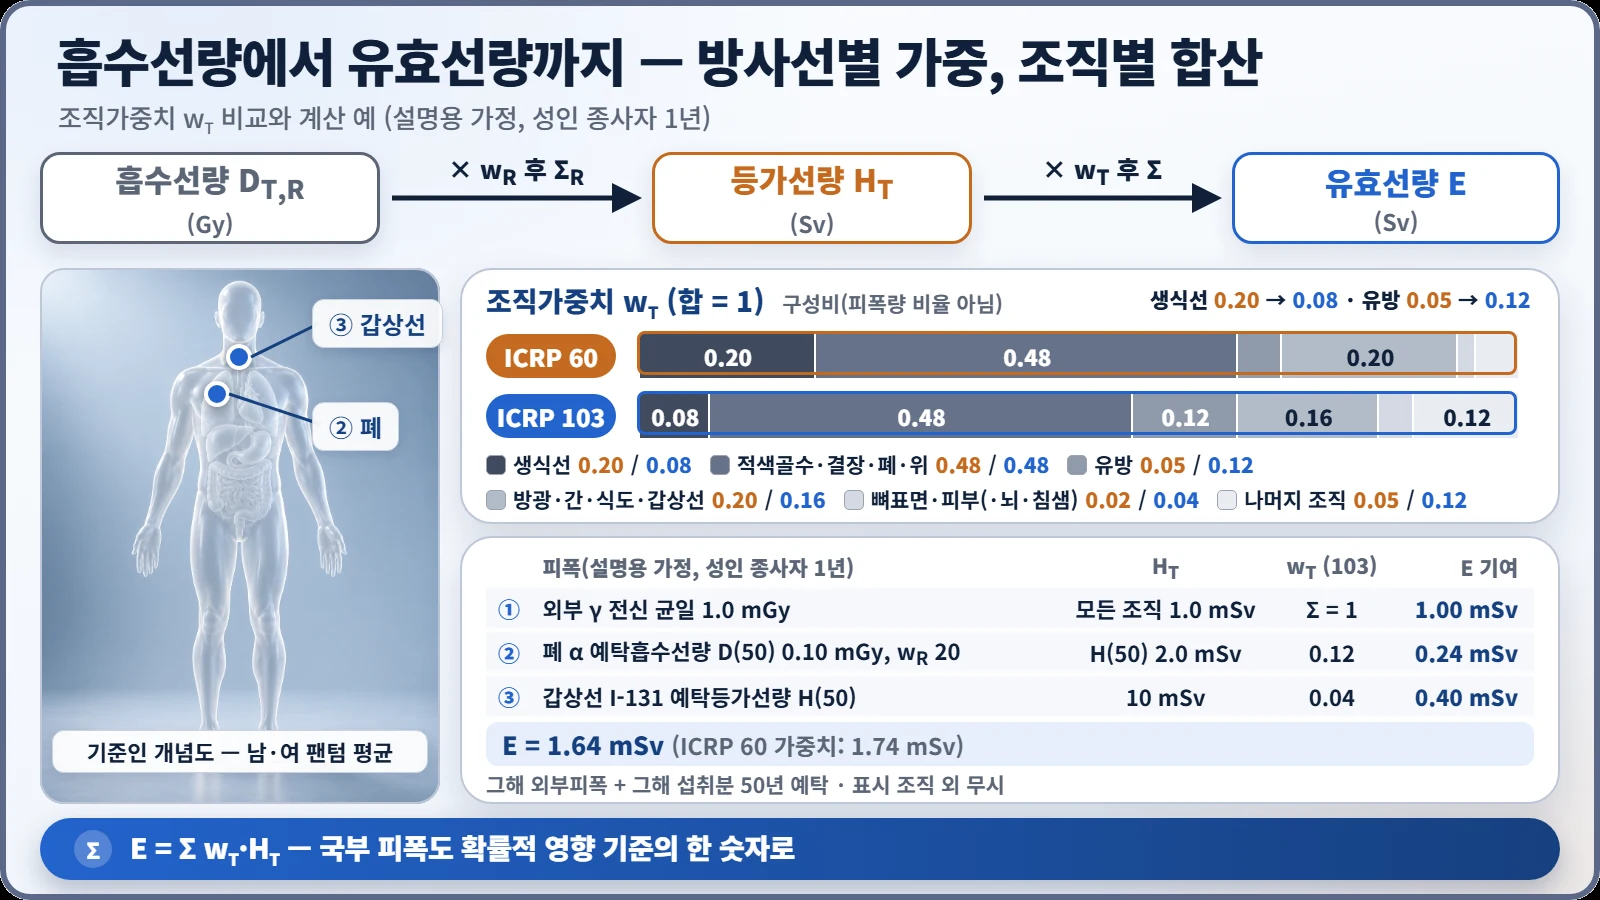 흡수선량에서 유효선량까지 — 방사선별 가중, 조직별 합산
조직가중치 wT 비교와 계산 예 (설명용 가정, 성인 종사자 1년)
흡수선량 DT,R
(Gy)
× wR 후 ΣR
등가선량 HT
(Sv)
× wT 후 Σ
유효선량 E
(Sv)
③ 갑상선
② 폐
기준인 개념도 — 남·여 팬텀 평균
조직가중치 wT (합 = 1) 구성비(피폭량 비율 아님) 생식선 0.20 → 0.08 · 유방 0.05 → 0.12
ICRP 60 0.20 0.48 0.20
ICRP 103 0.08 0.48 0.12 0.16 0.12
생식선 0.20 / 0.08 적색골수·결장·폐·위 0.48 / 0.48 유방 0.05 / 0.12
방광·간·식도·갑상선 0.20 / 0.16 뼈표면·피부(·뇌·침샘) 0.02 / 0.04 나머지 조직 0.05 / 0.12
피폭(설명용 가정, 성인 종사자 1년) HT wT (103) E 기여
① 외부 γ 전신 균일 1.0 mGy 모든 조직 1.0 mSv Σ = 1 1.00 mSv
② 폐 α 예탁흡수선량 D(50) 0.10 mGy, wR 20 H(50) 2.0 mSv 0.12 0.24 mSv
③ 갑상선 I-131 예탁등가선량 H(50) 10 mSv 0.04 0.40 mSv
E = 1.64 mSv (ICRP 60 가중치: 1.74 mSv)
그해 외부피폭 + 그해 섭취분 50년 예탁 · 표시 조직 외 무시
Σ E = Σ wT·HT — 국부 피폭도 확률적 영향 기준의 한 숫자로